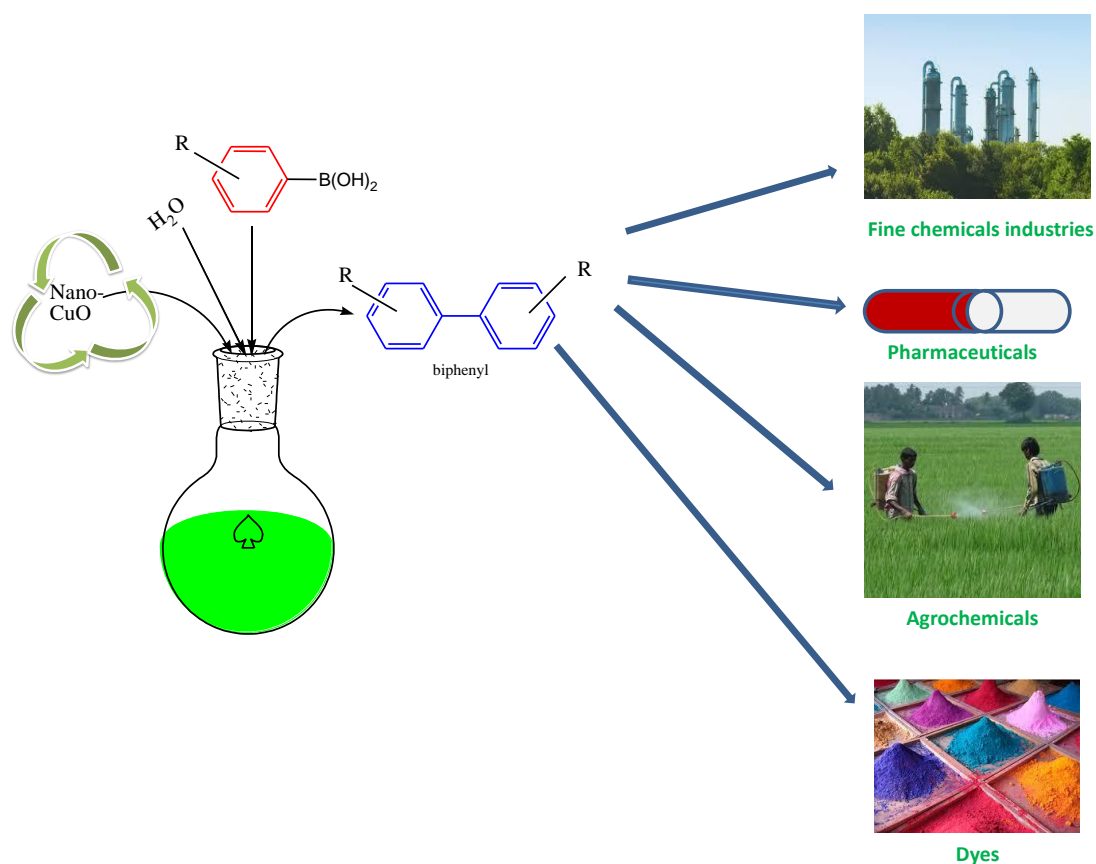 R
B(OH)₂
H₂O
Nano-
CuO
R
R
biphenyl
Fine chemicals industries
Pharmaceuticals
Agrochemicals
Dyes